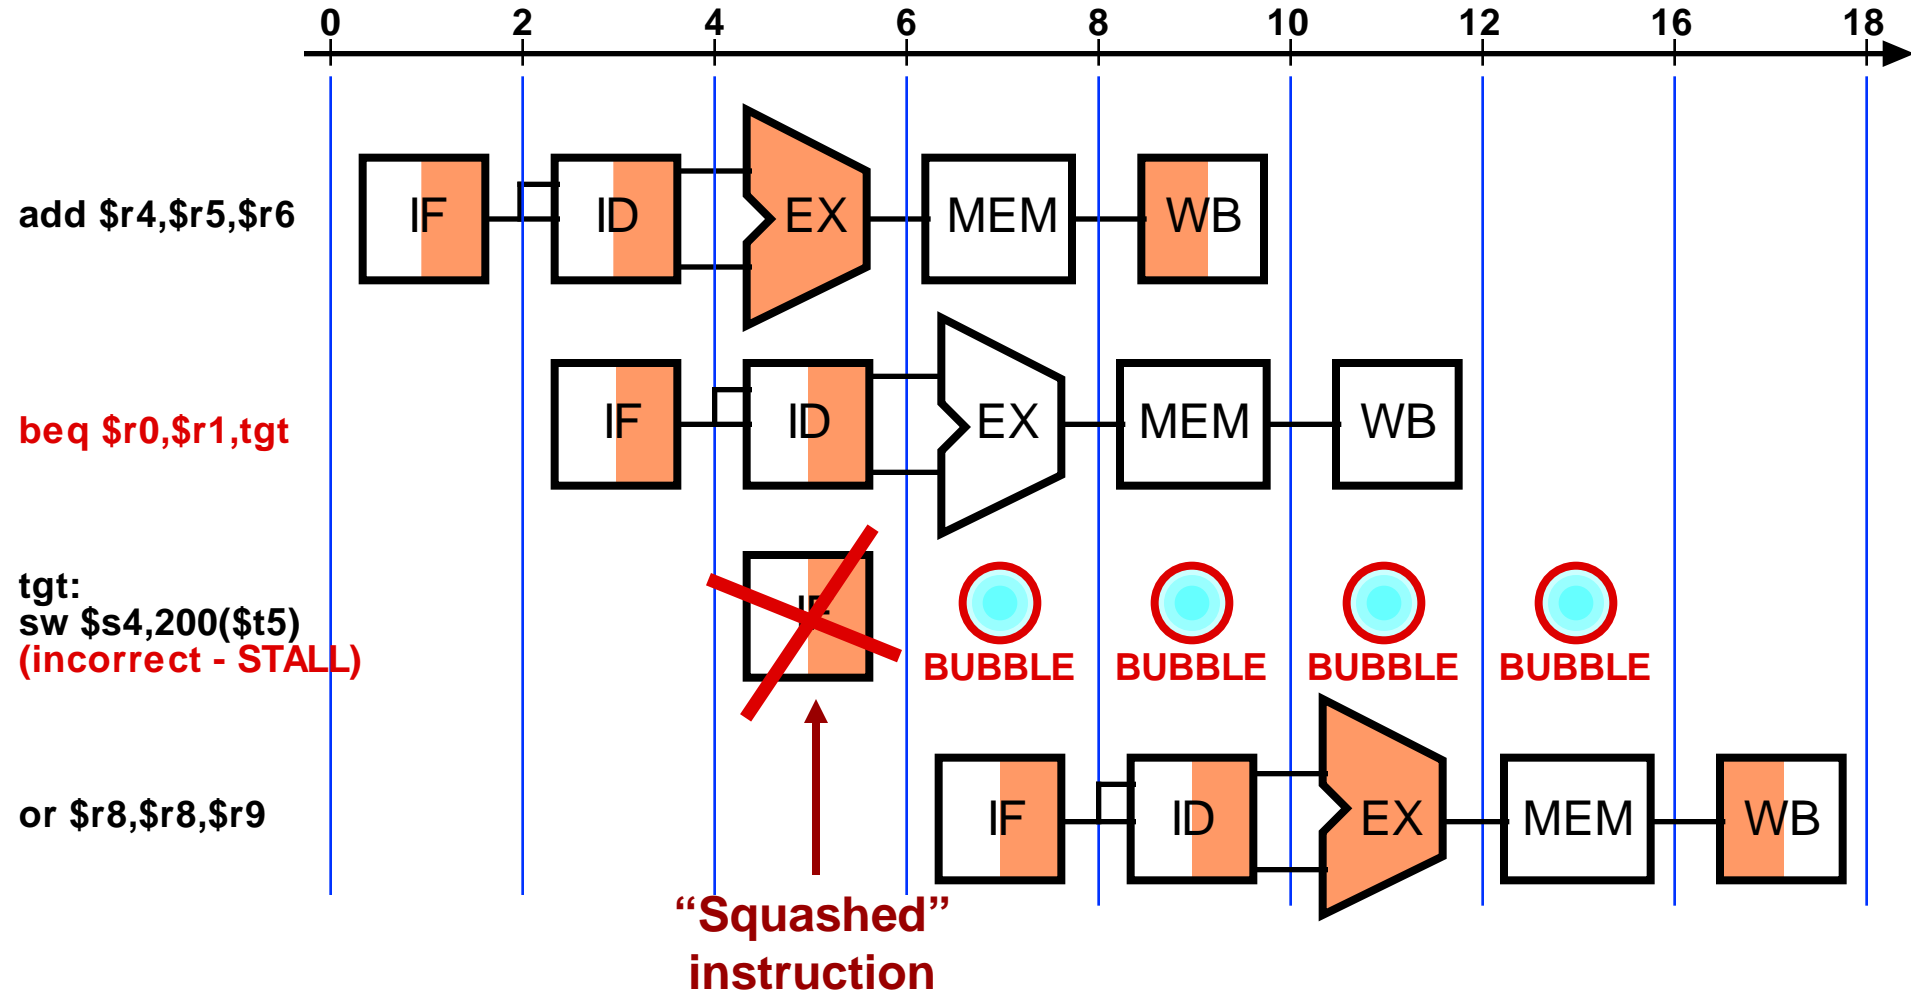 0 2 4 6 8 10 12 16 18
add $r4,$r5,$r6 IF ID EX MEM WB
beq $r0,$r1,tgt IF ID EX MEM WB
tgt:
sw $s4,200($t5) IF
(incorrect - STALL) BUBBLE BUBBLE BUBBLE BUBBLE
or $r8,$r8,$r9 IF ID EX MEM WB
“Squashed”
instruction